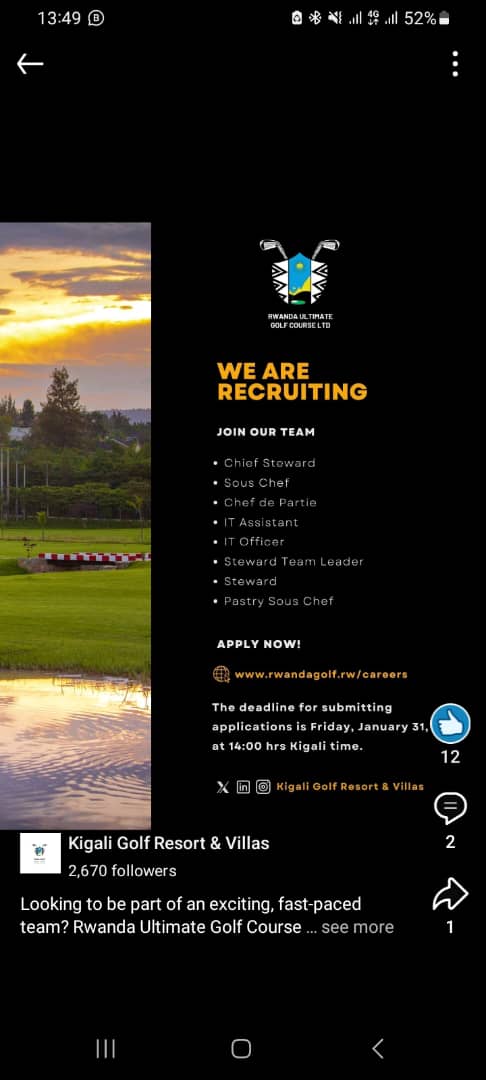 13:49
4G
52%
RWANDA ULTIMATE
GOLF COURSE LTD
WE ARE
RECRUITING
JOIN OUR TEAM
• Chief Steward
• Sous Chef
• Chef de Partie
• IT Assistant
• IT Officer
• Steward Team Leader
• Steward
• Pastry Sous Chef
APPLY NOW!
www.rwandagolf.rw/careers
The deadline for submitting
applications is Friday, January 31,
at 14:00 hrs Kigali time.
12
Kigali Golf Resort & Villas
2
Kigali Golf Resort & Villas
2,670 followers
Looking to be part of an exciting, fast-paced
team? Rwanda Ultimate Golf Course ... see more
1